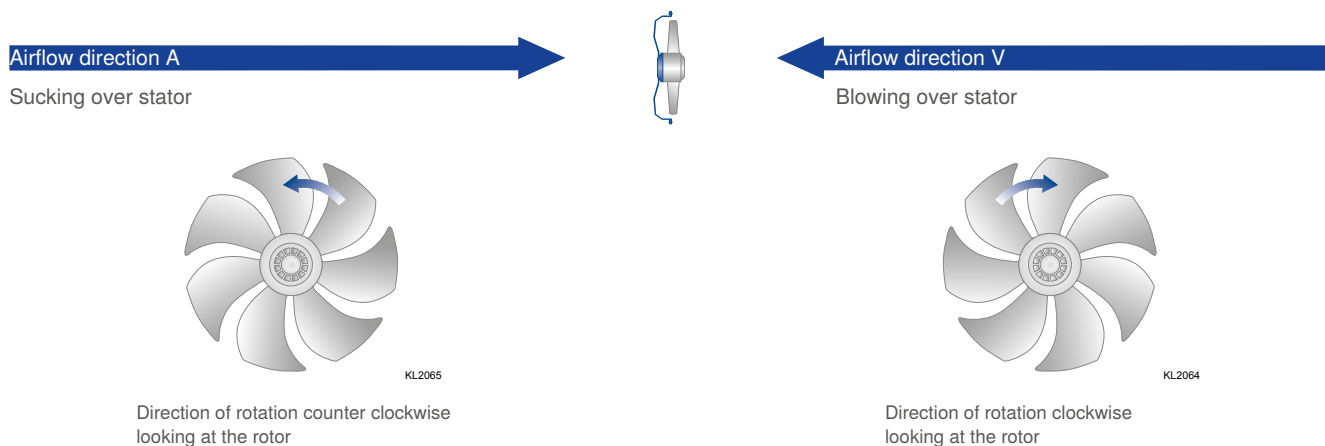 Airflow direction A
Airflow direction V
Sucking over stator
Blowing over stator
KL2065
KL2064
Direction of rotation counter clockwise
looking at the rotor
Direction of rotation clockwise
looking at the rotor